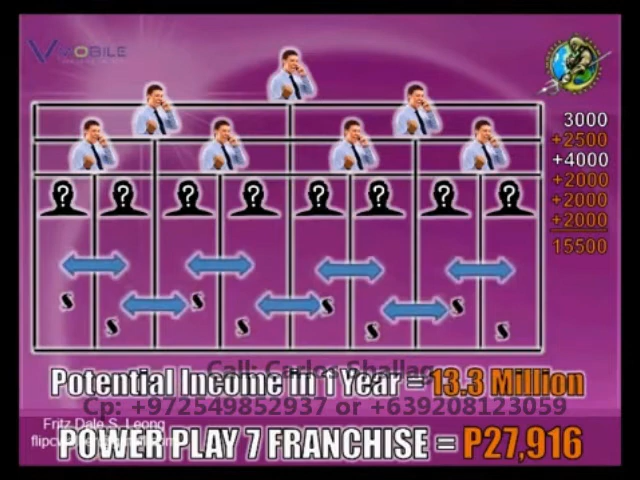 VMOBILE
3000
+2500
+4000
+2000
+2000
+2000
15500
? ? ? ? ? ? ? ?
$ $ $ $
$ $ $ $
Call: Carlos Sballag
Potential Income in 1 Year = 13.3 Million
Cp: +972549852937 or +639208123059
Fritz Dale S. Leong
POWER PLAY 7 FRANCHISE = P27,916